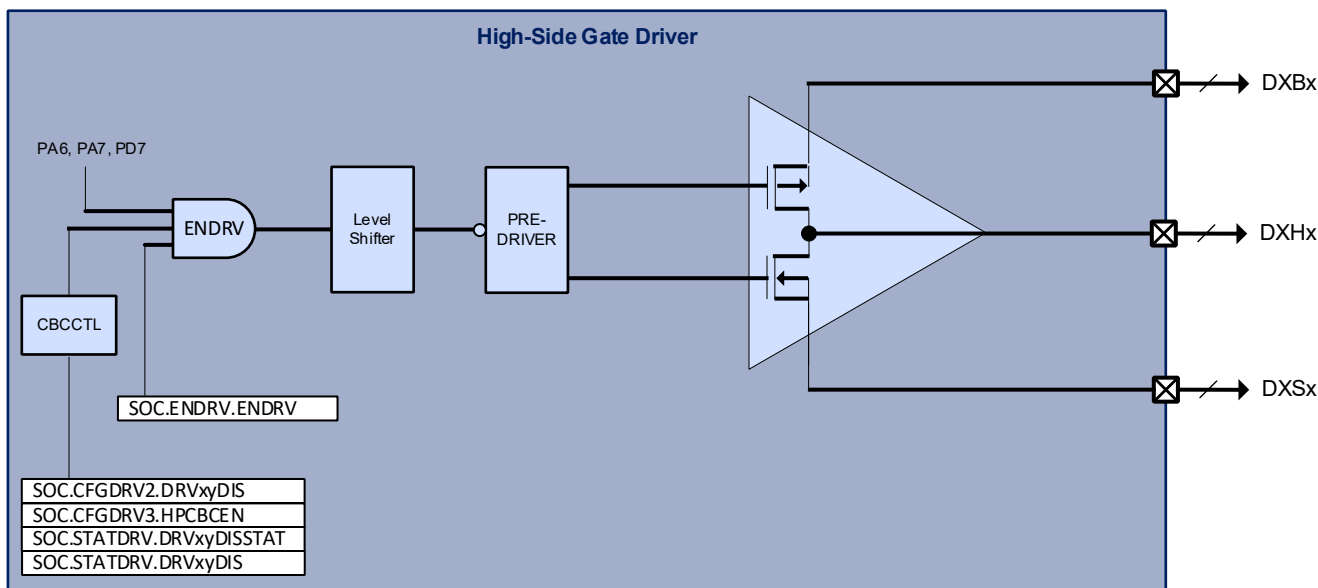 High-Side Gate Driver
DXBx
PA6, PA7, PD7
ENDRV
Level
Shifter
PRE-
DRIVER
DXHx
CBCCTL
SOC.ENDRV.ENDRV
DXSx
SOC.CFGDRV2.DRVxyDIS
SOC.CFGDRV3.HPCBCEN
SOC.STATDRV.DRVxyDISSTAT
SOC.STATDRV.DRVxyDIS